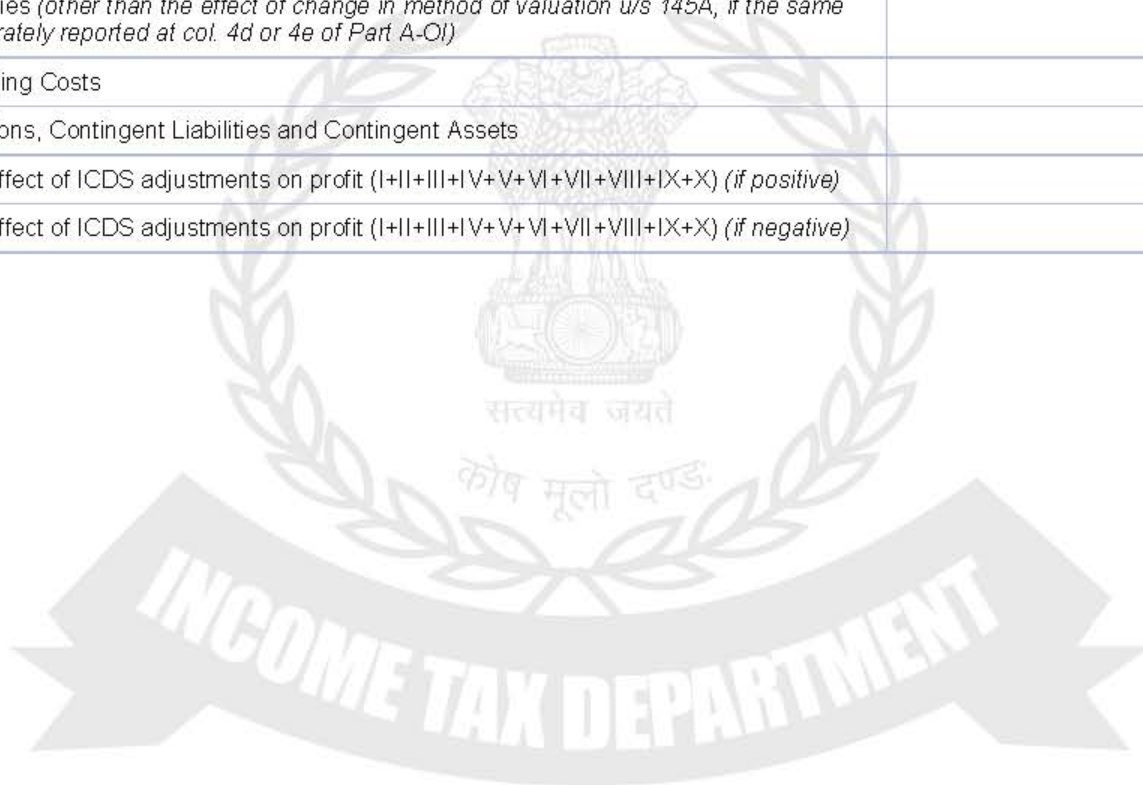 ies (other than the effect of change in method of valuation u/s 145A, if the same
rately reported at col. 4d or 4e of Part A-OI)
ing Costs
ons, Contingent Liabilities and Contingent Assets
ffect of ICDS adjustments on profit (I+II+III+IV+V+VI+VII+VIII+IX+X) (if positive)
ffect of ICDS adjustments on profit (I+II+III+IV+V+VI+VII+VIII+IX+X) (if negative)
सत्यमेव जयते
कोष मूलो दण्डः
INCOME TAX DEPARTMENT